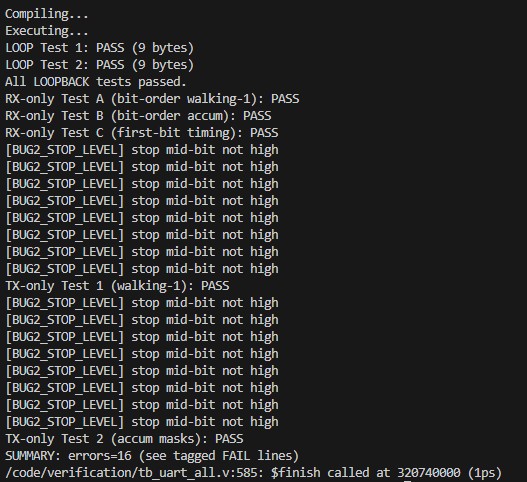 Compiling...
Executing...
LOOP Test 1: PASS (9 bytes)
LOOP Test 2: PASS (9 bytes)
All LOOPBACK tests passed.
RX-only Test A (bit-order walking-1): PASS
RX-only Test B (bit-order accum): PASS
RX-only Test C (first-bit timing): PASS
[BUG2_STOP_LEVEL] stop mid-bit not high
[BUG2_STOP_LEVEL] stop mid-bit not high
[BUG2_STOP_LEVEL] stop mid-bit not high
[BUG2_STOP_LEVEL] stop mid-bit not high
[BUG2_STOP_LEVEL] stop mid-bit not high
[BUG2_STOP_LEVEL] stop mid-bit not high
[BUG2_STOP_LEVEL] stop mid-bit not high
[BUG2_STOP_LEVEL] stop mid-bit not high
TX-only Test 1 (walking-1): PASS
[BUG2_STOP_LEVEL] stop mid-bit not high
[BUG2_STOP_LEVEL] stop mid-bit not high
[BUG2_STOP_LEVEL] stop mid-bit not high
[BUG2_STOP_LEVEL] stop mid-bit not high
[BUG2_STOP_LEVEL] stop mid-bit not high
[BUG2_STOP_LEVEL] stop mid-bit not high
[BUG2_STOP_LEVEL] stop mid-bit not high
[BUG2_STOP_LEVEL] stop mid-bit not high
TX-only Test 2 (accum masks): PASS
SUMMARY: errors=16 (see tagged FAIL lines)
/code/verification/tb_uart_all.v:585: $finish called at 320740000 (1ps)